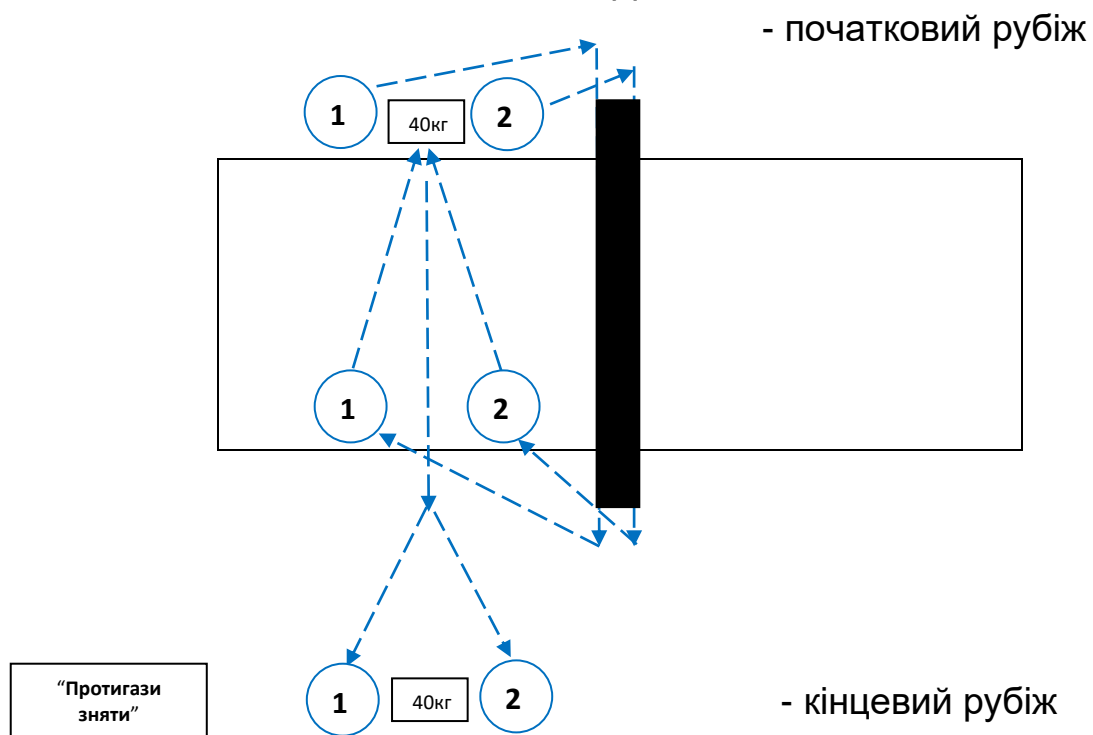 - початковий рубіж
1
40кг
2
1
2
“Протигази
зняти”
1
40кг
2
- кінцевий рубіж